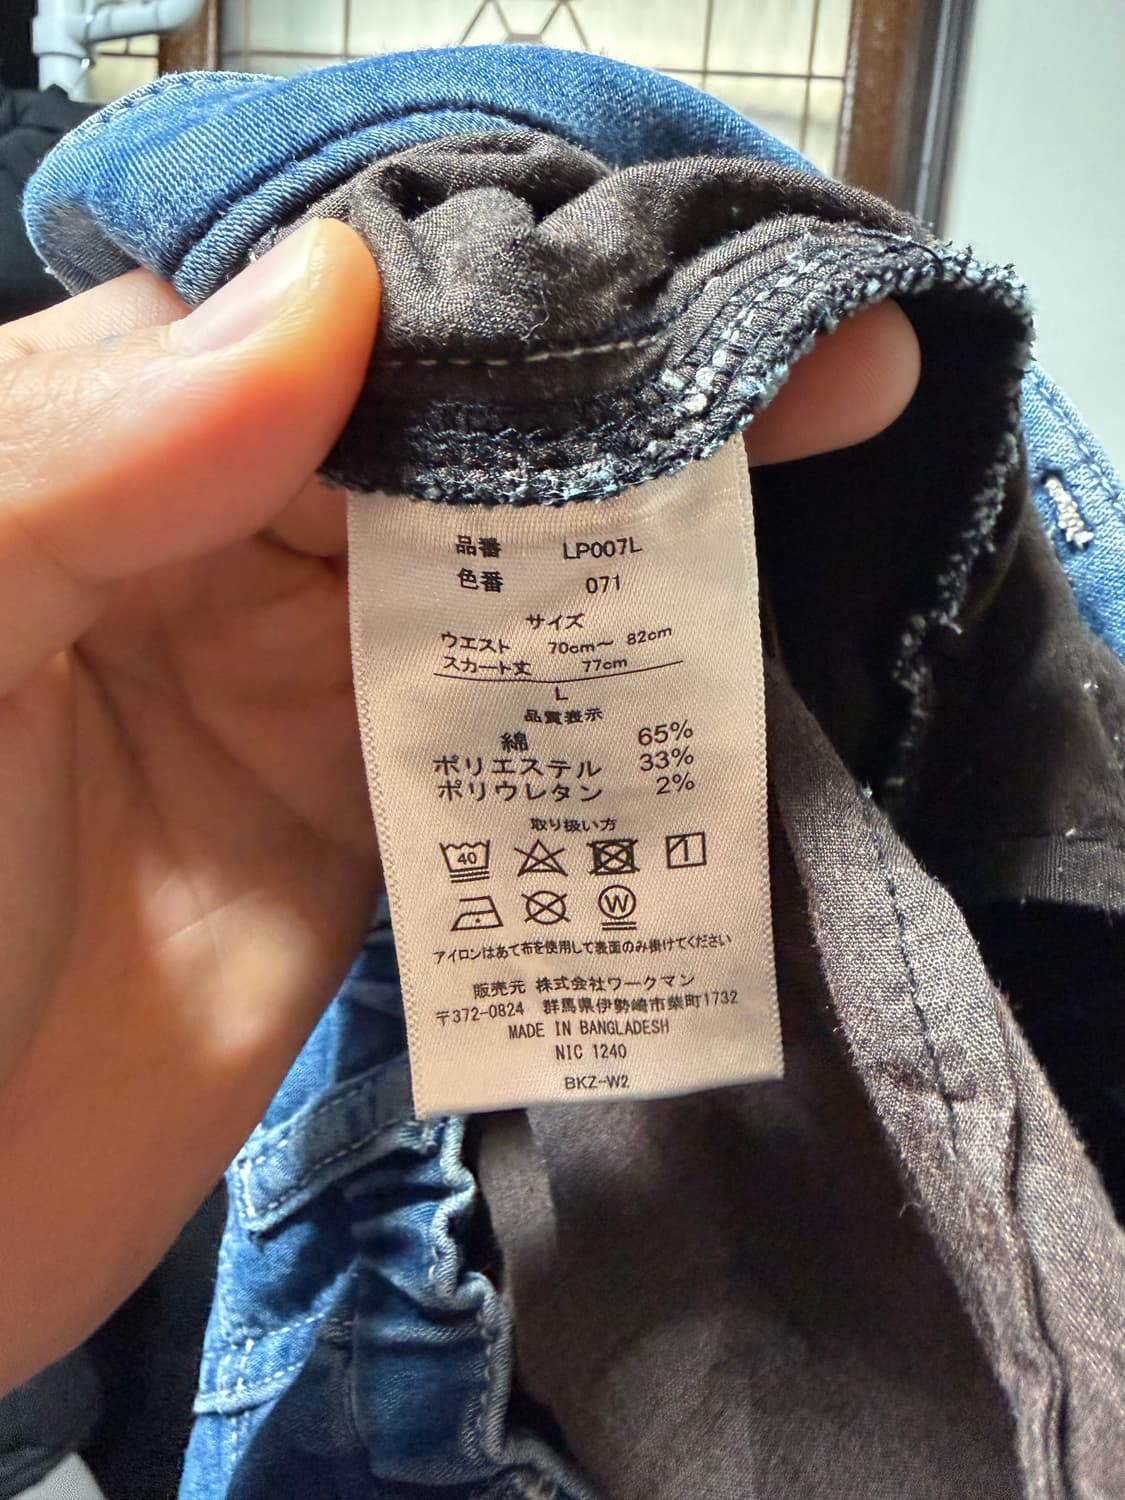 品番 LP007L
色番 071
サイズ
ウエスト 70cm～ 82cm
スカート丈 77cm
L
品質表示
綿 65%
ポリエステル 33%
ポリウレタン 2%
取り扱い方
40
W
アイロンはあて布を使用して表面のみ掛けてください
販売元 株式会社ワークマン
〒372-0824 群馬県伊勢崎市柴町1732
MADE IN BANGLADESH
NIC 1240
BKZ-W2